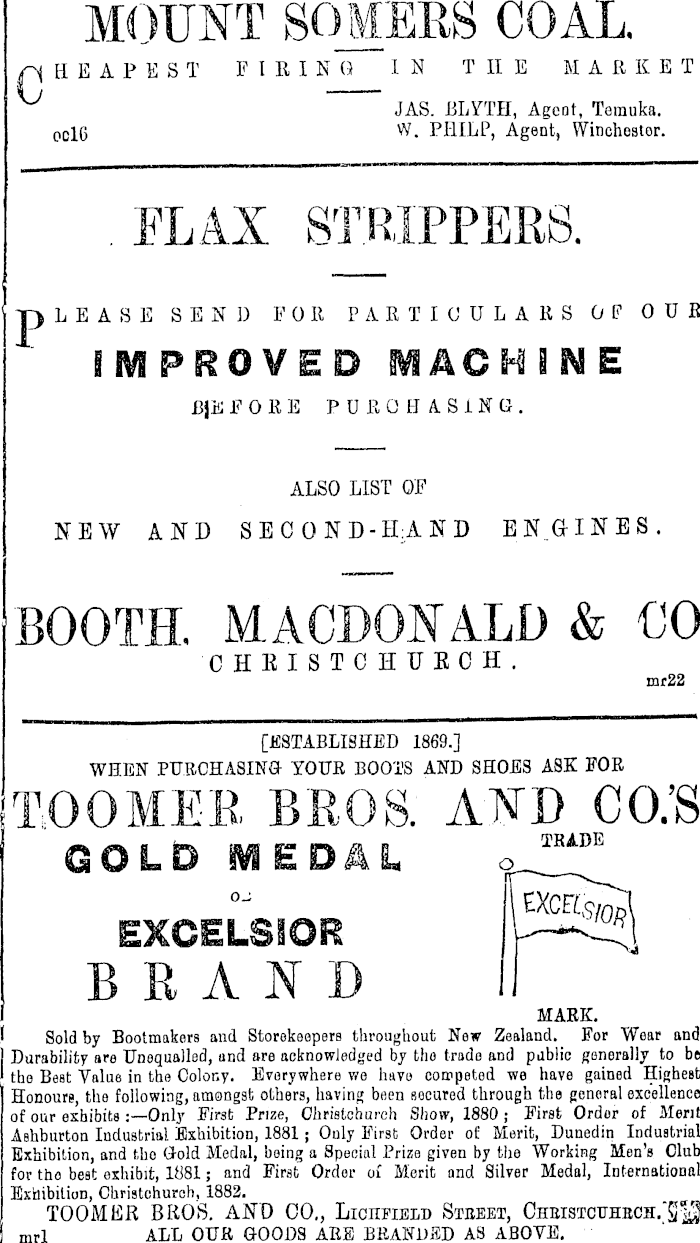 MOUNT SOMERS COAL.
CHEAPEST FIRING IN THE MARKET
JAS. BLYTH, Agent, Temuka.
oc16 W. PHILP, Agent, Winchester.
FLAX STRIPPERS.
PLEASE SEND FOR PARTICULARS OF OUR
IMPROVED MACHINE
BEFORE PURCHASING.
ALSO LIST OF
NEW AND SECOND-HAND ENGINES.
BOOTH, MACDONALD & CO
CHRISTCHURCH.
mr22
[ESTABLISHED 1869.]
WHEN PURCHASING YOUR BOOTS AND SHOES ASK FOR
TOOMER BROS. AND CO.'S
GOLD MEDAL
EXCELSIOR
BRAND
TRADE
EXCELSIOR
MARK.
Sold by Bootmakers and Storekeepers throughout New Zealand. For Wear and
Durability are Unequalled, and are acknowledged by the trade and public generally to be
the Best Value in the Colony. Everywhere we have competed we have gained Highest
Honours, the following, amongst others, having been secured through the general excellence
of our exhibits :—Only First Prize, Christchurch Show, 1880 ; First Order of Merit
Ashburton Industrial Exhibition, 1881 ; Only First Order of Merit, Dunedin Industrial
Exhibition, and the Gold Medal, being a Special Prize given by the Working Men's Club
for the best exhibit, 1881 ; and First Order of Merit and Silver Medal, International
Exhibition, Christchurch, 1882.
TOOMER BROS. AND CO., LICHFIELD STREET, CHRISTCUHRCH.
mr1 ALL OUR GOODS ARE BRANDED AS ABOVE.